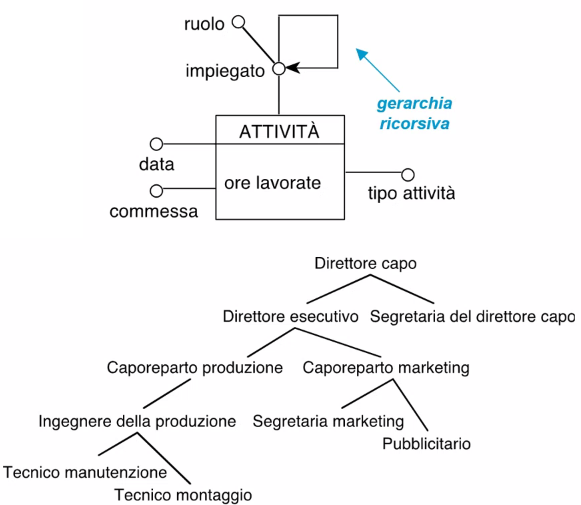 ruolo
impiegato
gerarchia
ricorsiva
ATTIVITÀ
data
ore lavorate
tipo attività
commessa
Direttore capo
Direttore esecutivo Segretaria del direttore capo
Caporeparto produzione Caporeparto marketing
Ingegnere della produzione Segretaria marketing
Pubblicitario
Tecnico manutenzione
Tecnico montaggio